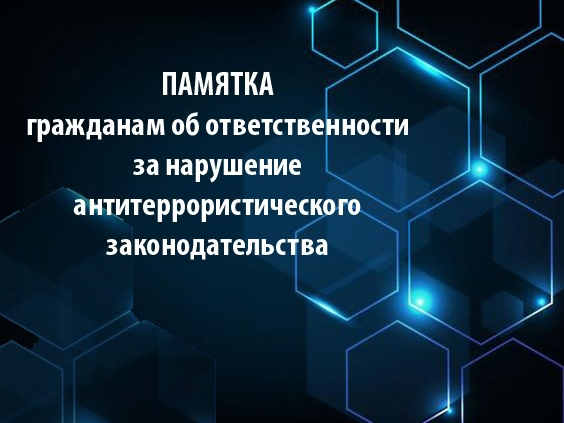 ПАМЯТКА
гражданам об ответственности
за нарушение
антитеррористического
законодательства